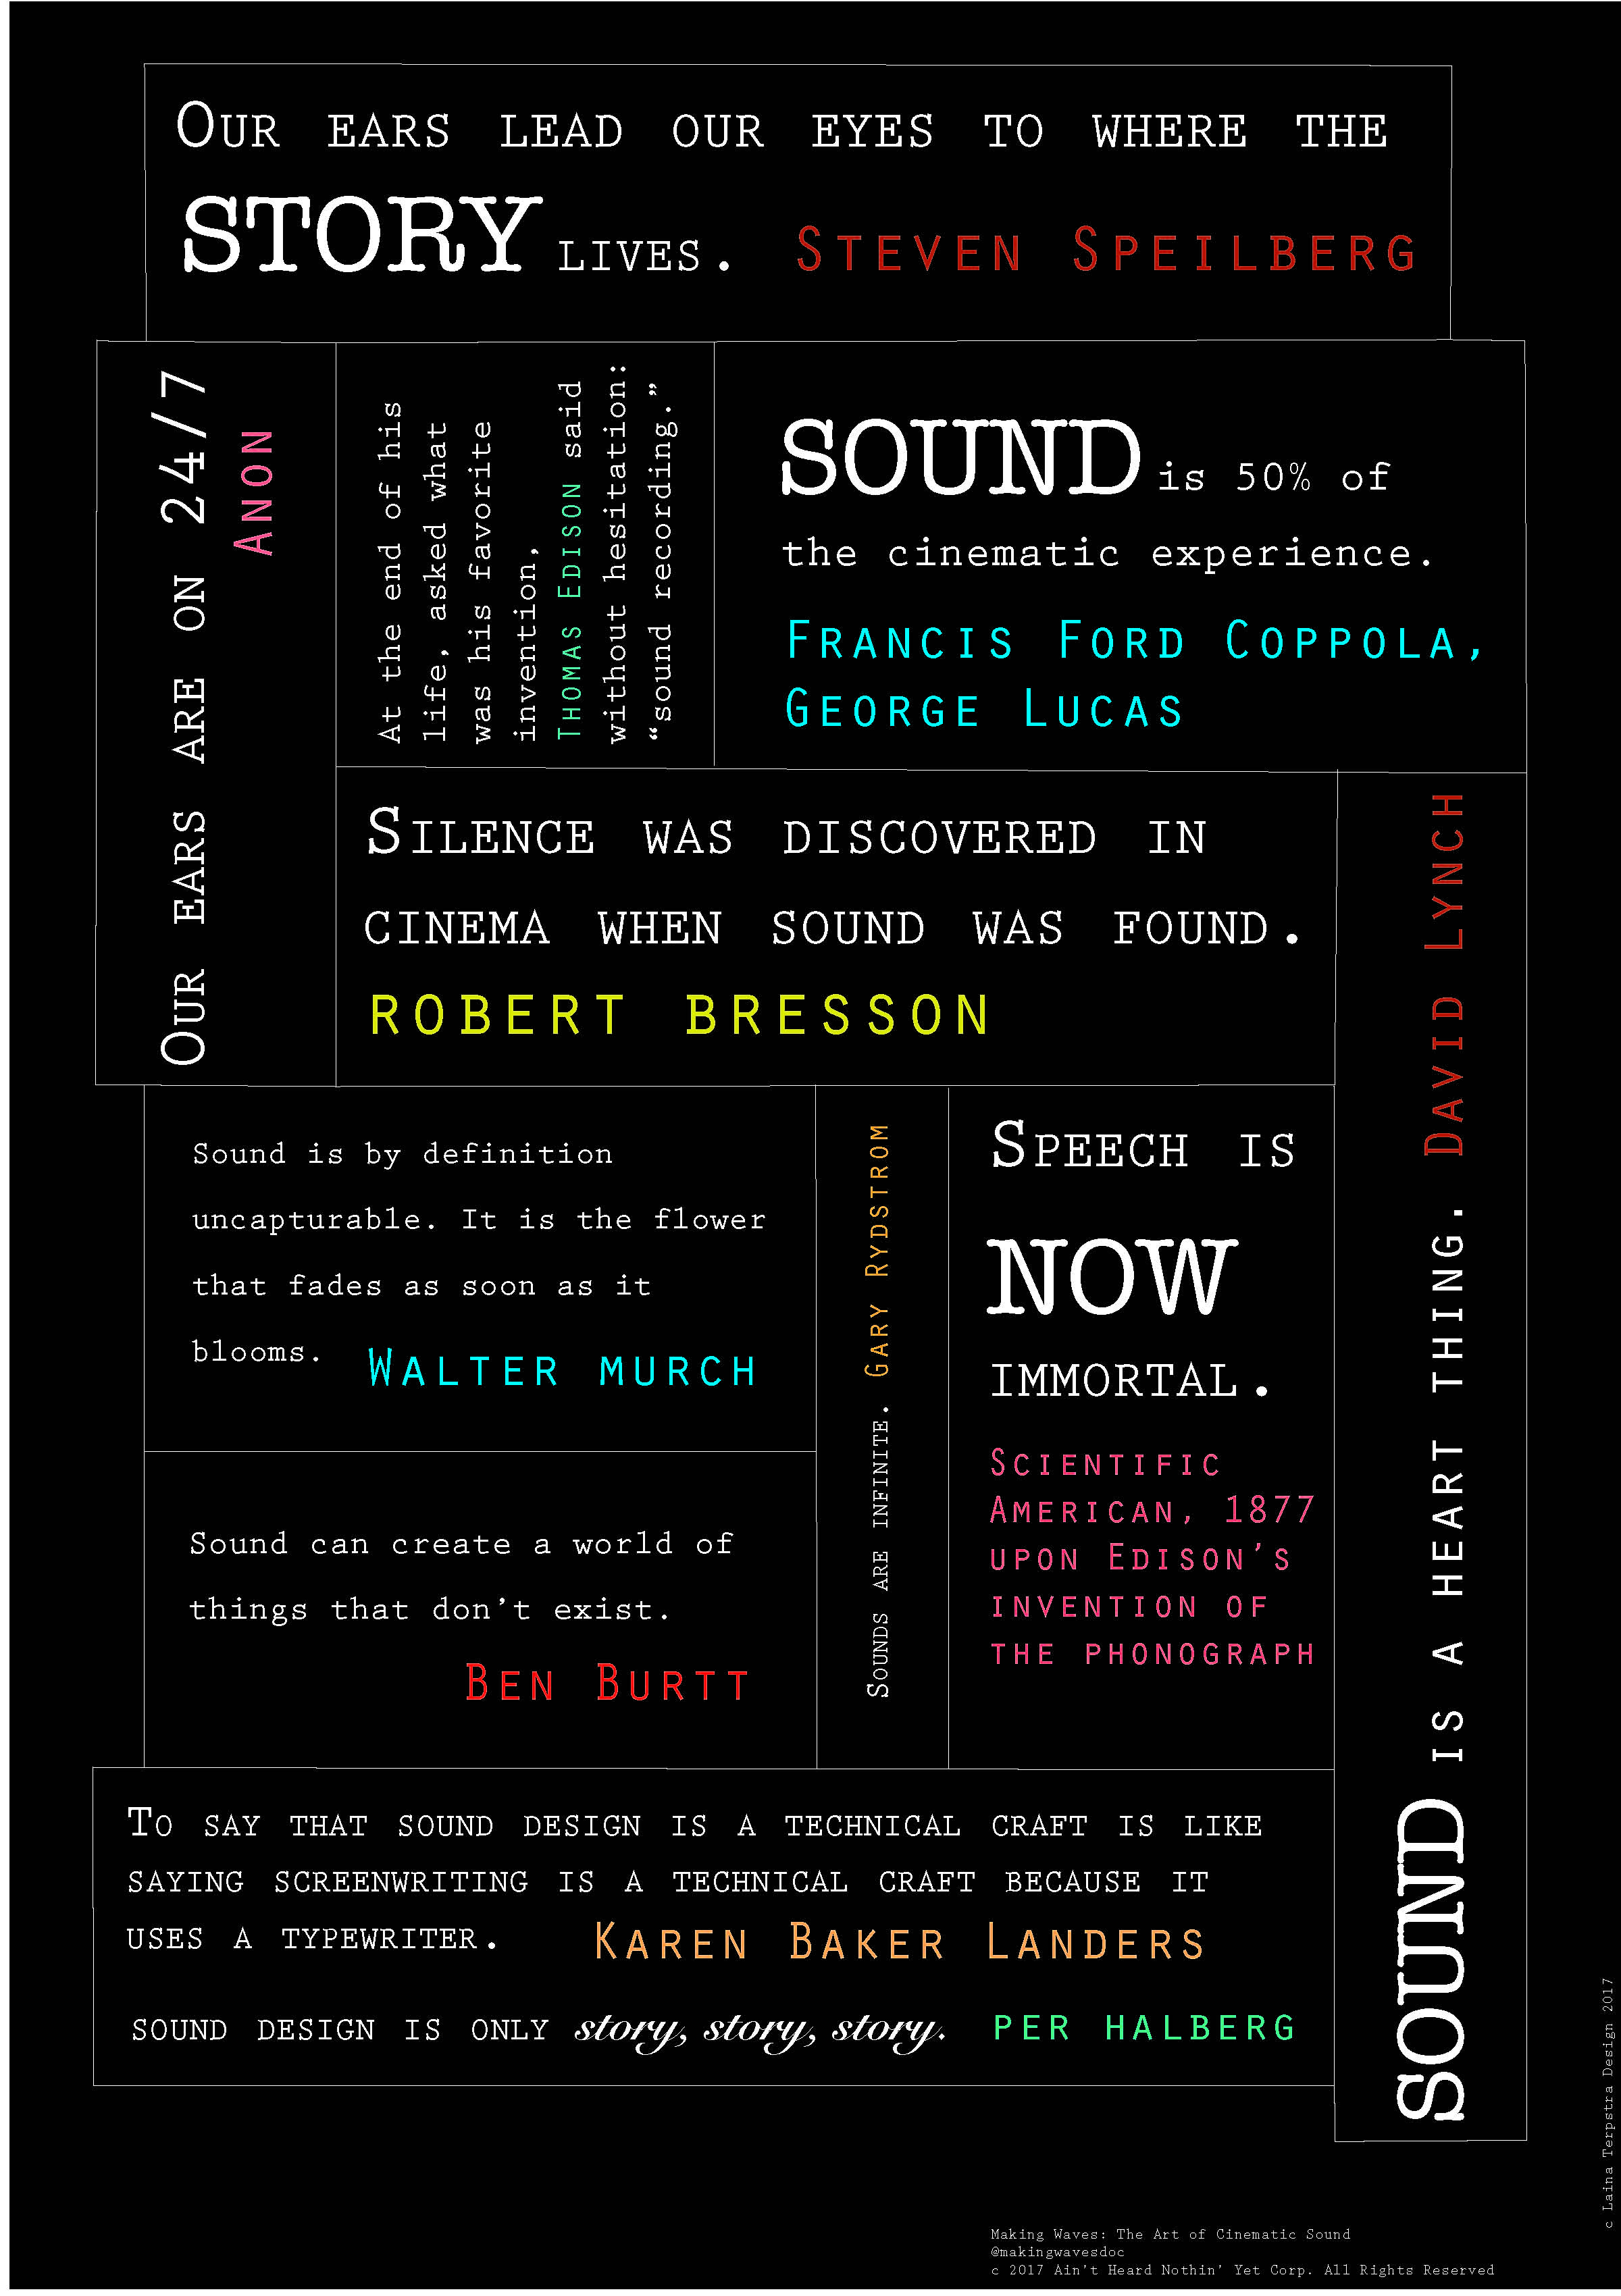 Our ears lead our eyes to where the
STORY lives. Steven Speilberg
Our ears are on 24/7
Anon
At the end of his
life, asked what
was his favorite
invention,
Thomas Edison said
without hesitation:
“sound recording.”
SOUND is 50% of
the cinematic experience.
Francis Ford Coppola,
George Lucas
Silence was discovered in
cinema when sound was found.
robert bresson
SOUND is a heart thing. David Lynch
Sound is by definition
uncapturable. It is the flower
that fades as soon as it
blooms. Walter murch
Sound can create a world of
things that don’t exist.
Ben Burtt
Sounds are infinite. Gary Rydstrom
Speech is
NOW
immortal.
Scientific
American, 1877
upon Edison’s
invention of
the phonograph
To say that sound design is a technical craft is like
saying screenwriting is a technical craft because it
uses a typewriter. Karen Baker Landers
sound design is only story, story, story. per halberg
Making Waves: The Art of Cinematic Sound
@makingwavesdoc
c 2017 Ain’t Heard Nothin’ Yet Corp. All Rights Reserved
c Laina Terpstra Design 2017